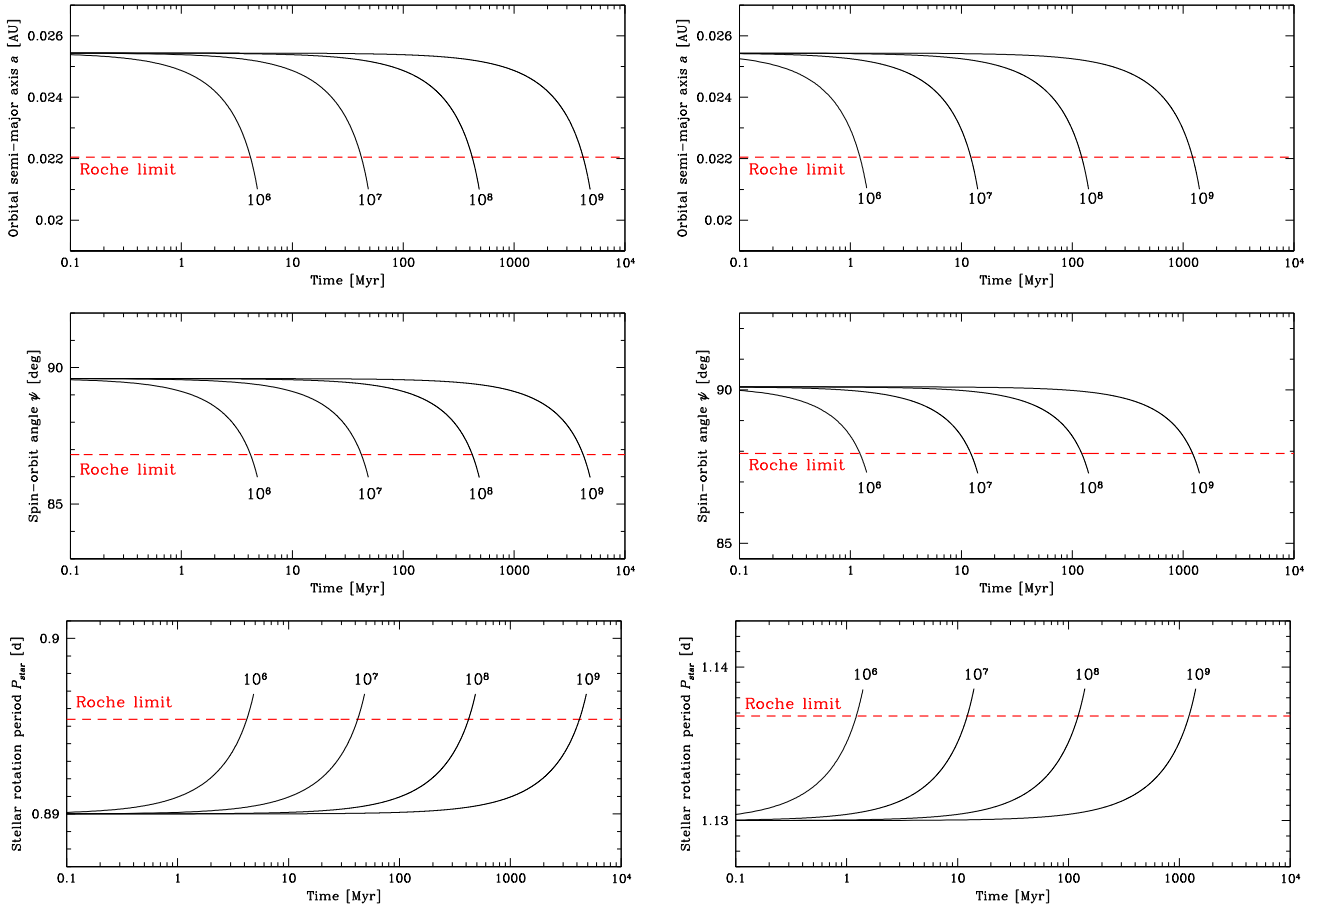 Orbital semi-major axis a [AU]
0.026
0.024
0.022
0.02
Roche limit
10⁶ 10⁷ 10⁸ 10⁹
0.1 1 10 100 1000 10⁴
Time [Myr]
Orbital semi-major axis a [AU]
0.026
0.024
0.022
0.02
Roche limit
10⁶ 10⁷ 10⁸ 10⁹
0.1 1 10 100 1000 10⁴
Time [Myr]
Spin-orbit angle ψ [deg]
90
85
Roche limit
10⁶ 10⁷ 10⁸ 10⁹
0.1 1 10 100 1000 10⁴
Time [Myr]
Spin-orbit angle ψ [deg]
90
85
Roche limit
10⁶ 10⁷ 10⁸ 10⁹
0.1 1 10 100 1000 10⁴
Time [Myr]
Stellar rotation period P_star [d]
0.9
0.89
10⁶ 10⁷ 10⁸ 10⁹
Roche limit
0.1 1 10 100 1000 10⁴
Time [Myr]
Stellar rotation period P_star [d]
1.14
1.13
10⁶ 10⁷ 10⁸ 10⁹
Roche limit
0.1 1 10 100 1000 10⁴
Time [Myr]